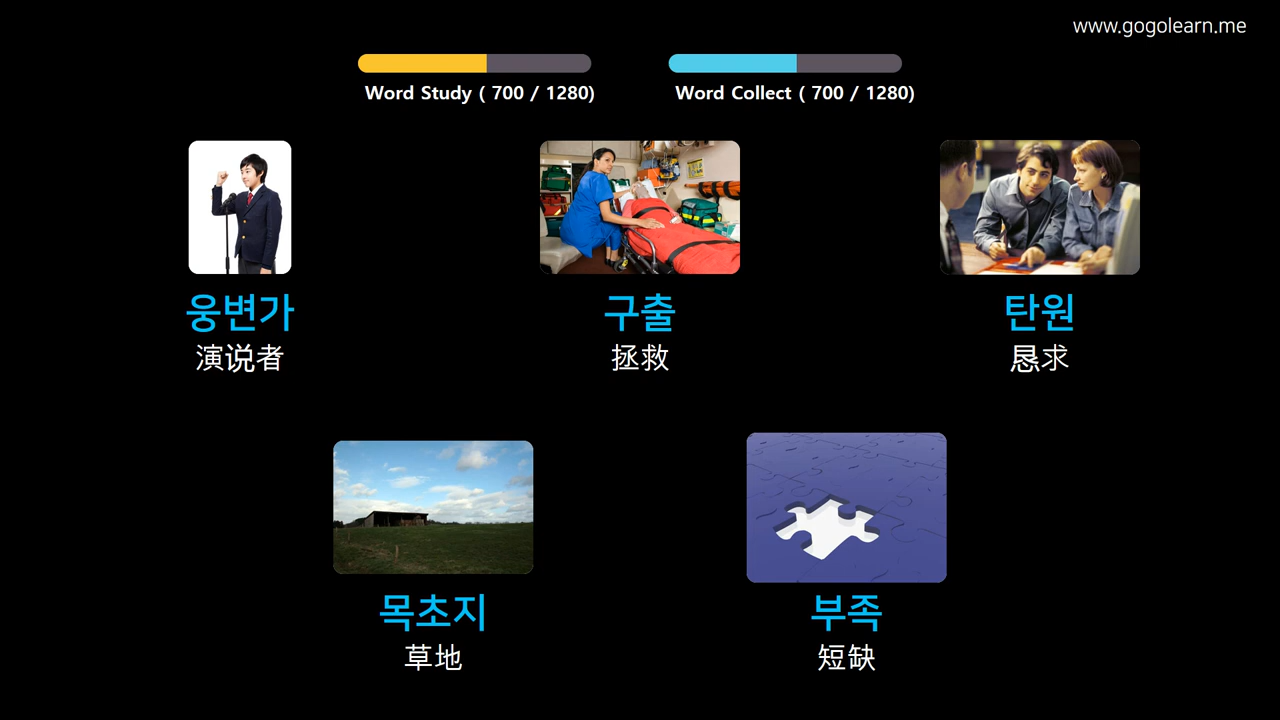 www.gogolearn.me
Word Study ( 700 / 1280)
Word Collect ( 700 / 1280)
웅변가
演说者
구출
拯救
탄원
恳求
목초지
草地
부족
短缺